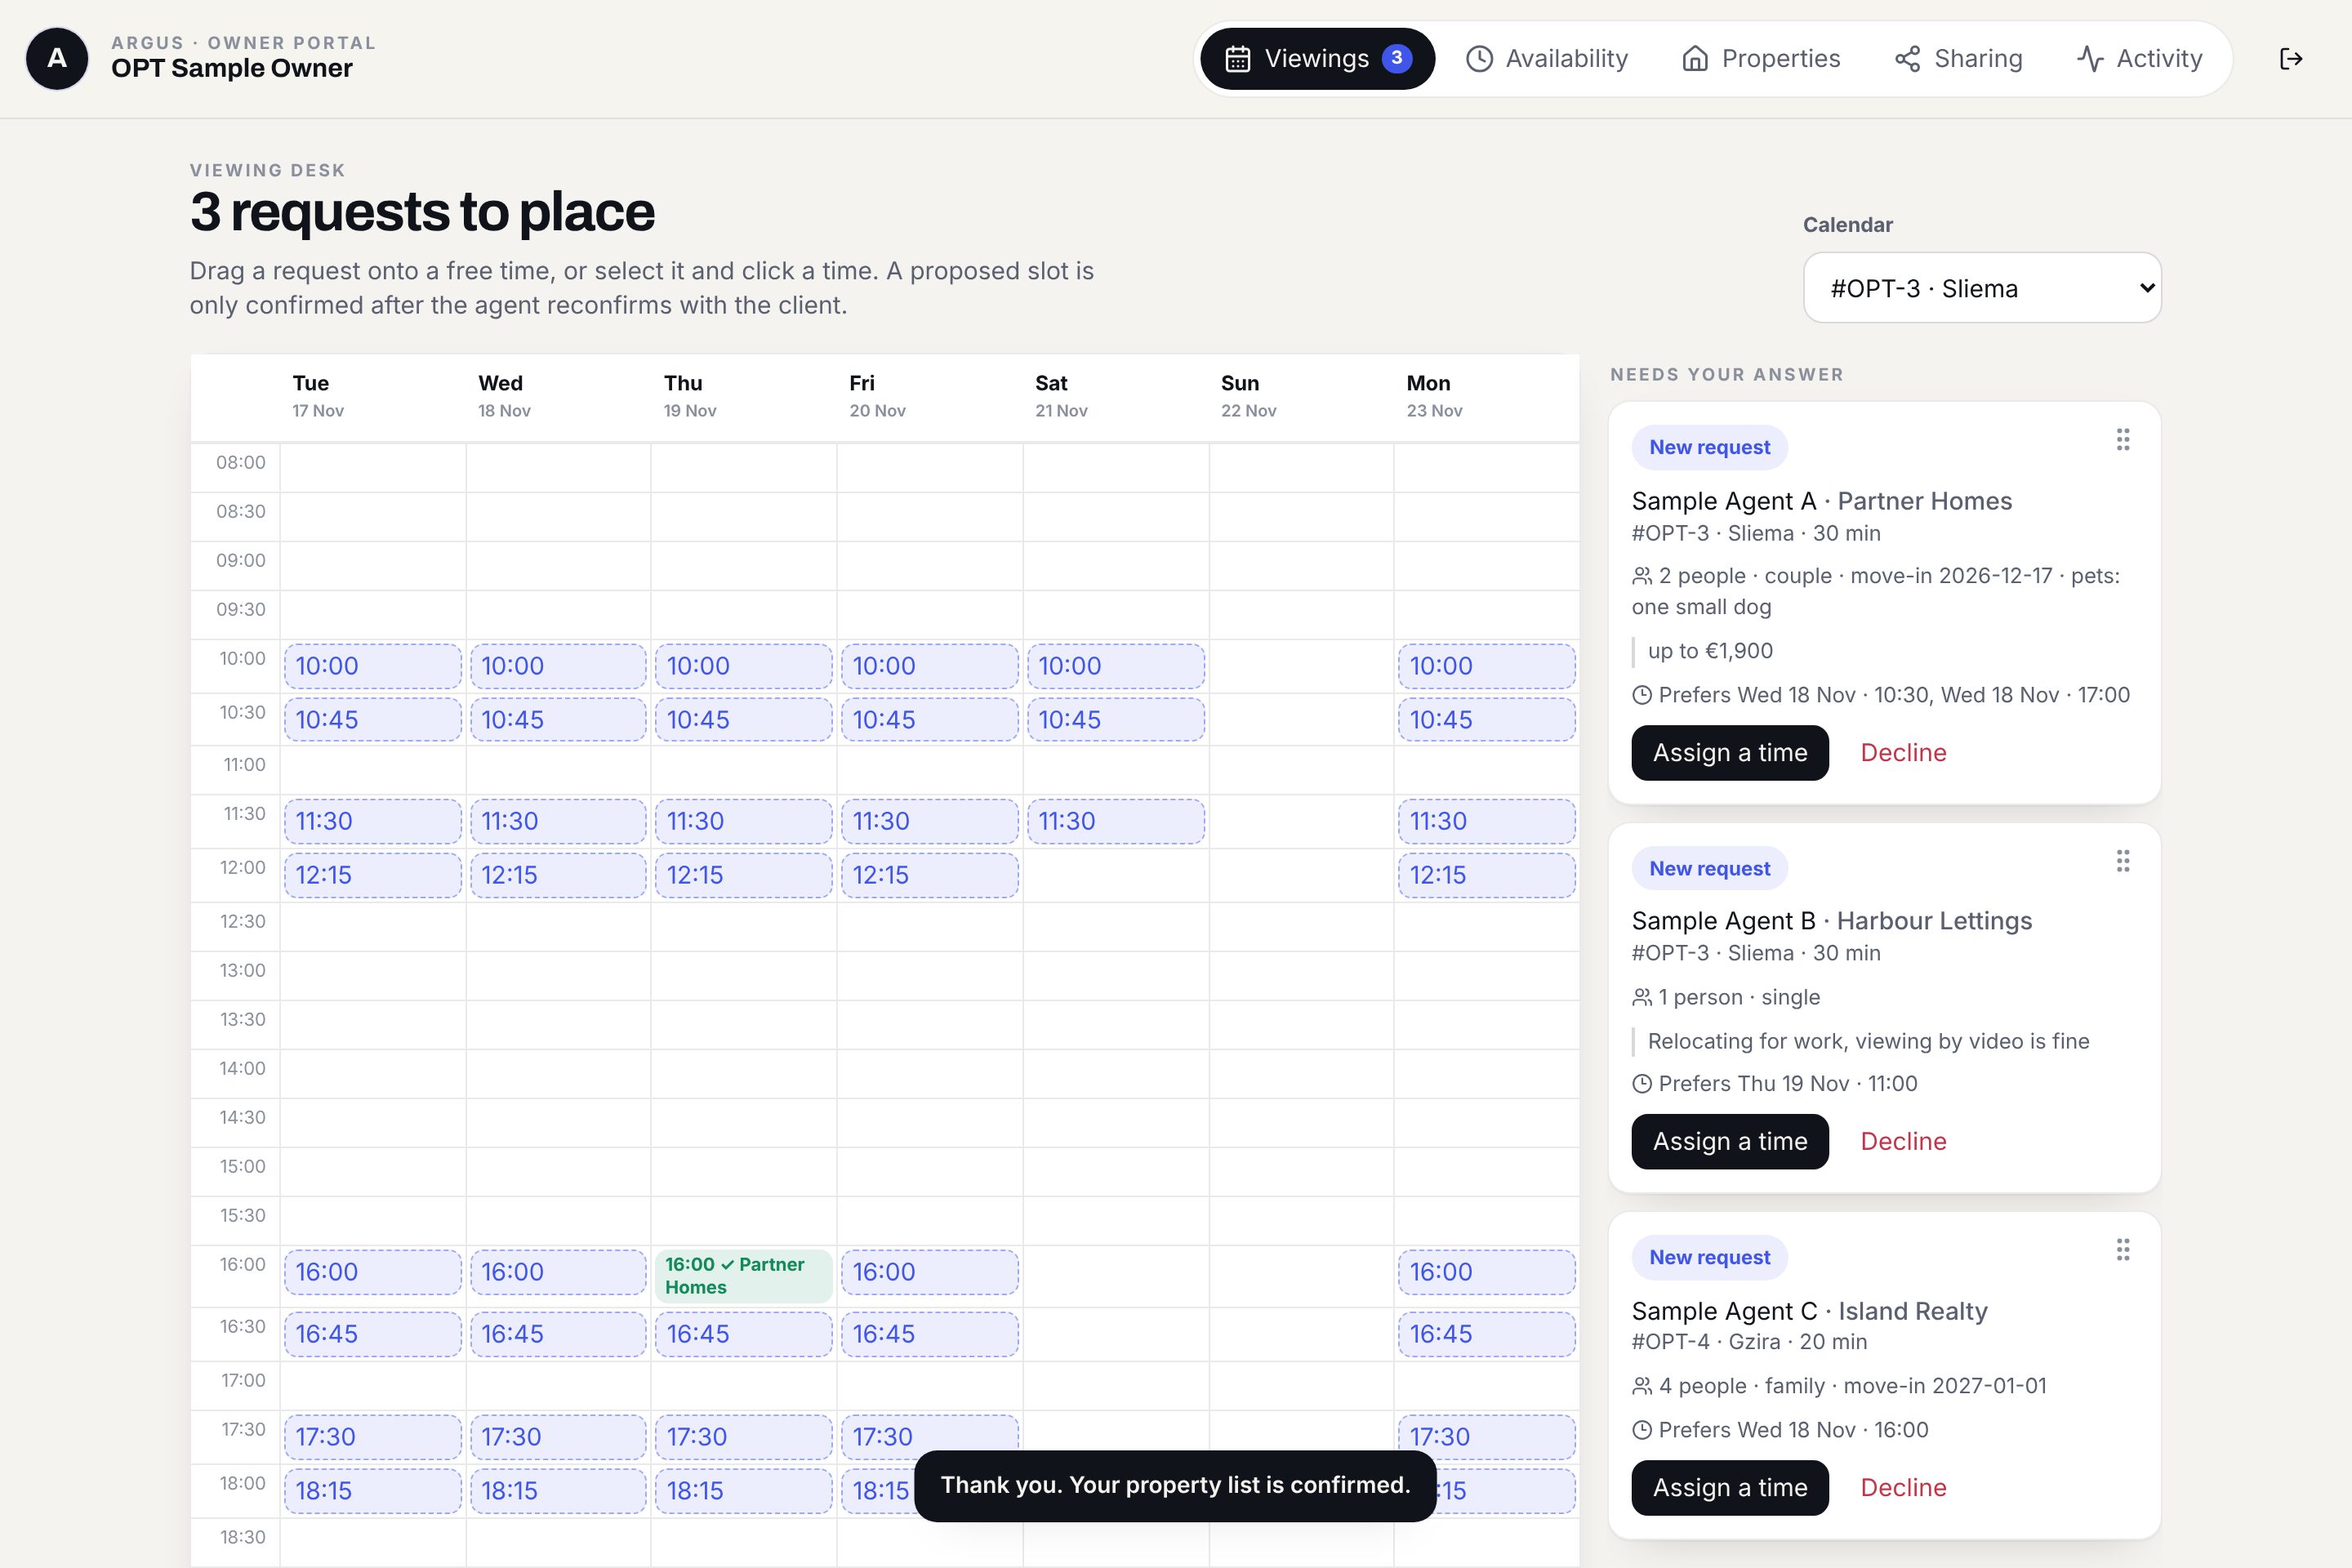 A
ARGUS · OWNER PORTAL
OPT Sample Owner
Viewings 3
Availability
Properties
Sharing
Activity
VIEWING DESK
3 requests to place
Drag a request onto a free time, or select it and click a time. A proposed slot is
only confirmed after the agent reconfirms with the client.
Calendar
#OPT-3 · Sliema
Tue Wed Thu Fri Sat Sun Mon
17 Nov 18 Nov 19 Nov 20 Nov 21 Nov 22 Nov 23 Nov
08:00
08:30
09:00
09:30
10:00 10:00 10:00 10:00 10:00 10:00 10:00
10:30 10:45 10:45 10:45 10:45 10:45 10:45
11:00
11:30 11:30 11:30 11:30 11:30 11:30 11:30
12:00 12:15 12:15 12:15 12:15 12:15
12:30
13:00
13:30
14:00
14:30
15:00
15:30
16:00 16:00 16:00 16:00 ✓ Partner Homes 16:00 16:00
16:30 16:45 16:45 16:45 16:45 16:45
17:00
17:30 17:30 17:30 17:30 17:30 17:30
18:00 18:15 18:15 18:15 18:15 :15
18:30
Thank you. Your property list is confirmed.
NEEDS YOUR ANSWER
New request
Sample Agent A · Partner Homes
#OPT-3 · Sliema · 30 min
2 people · couple · move-in 2026-12-17 · pets:
one small dog
up to €1,900
Prefers Wed 18 Nov · 10:30, Wed 18 Nov · 17:00
Assign a time Decline
New request
Sample Agent B · Harbour Lettings
#OPT-3 · Sliema · 30 min
1 person · single
Relocating for work, viewing by video is fine
Prefers Thu 19 Nov · 11:00
Assign a time Decline
New request
Sample Agent C · Island Realty
#OPT-4 · Gzira · 20 min
4 people · family · move-in 2027-01-01
Prefers Wed 18 Nov · 16:00
Assign a time Decline